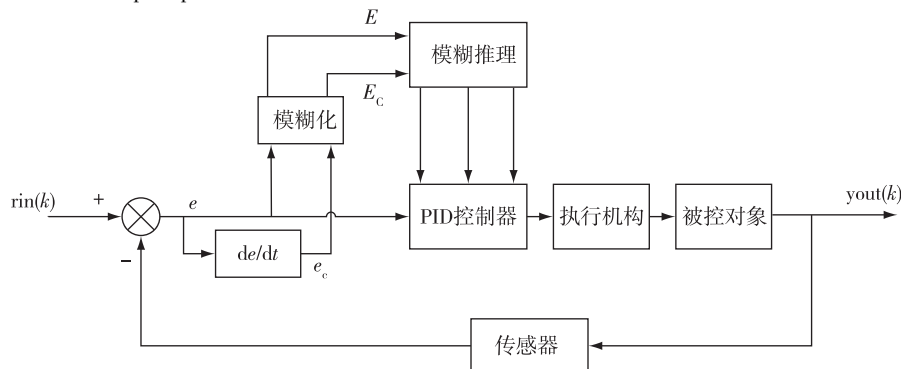 E
模糊推理
E_C
模糊化
rin(k)
+
e
PID控制器
执行机构
被控对象
yout(k)
−
de/dt
e_c
传感器